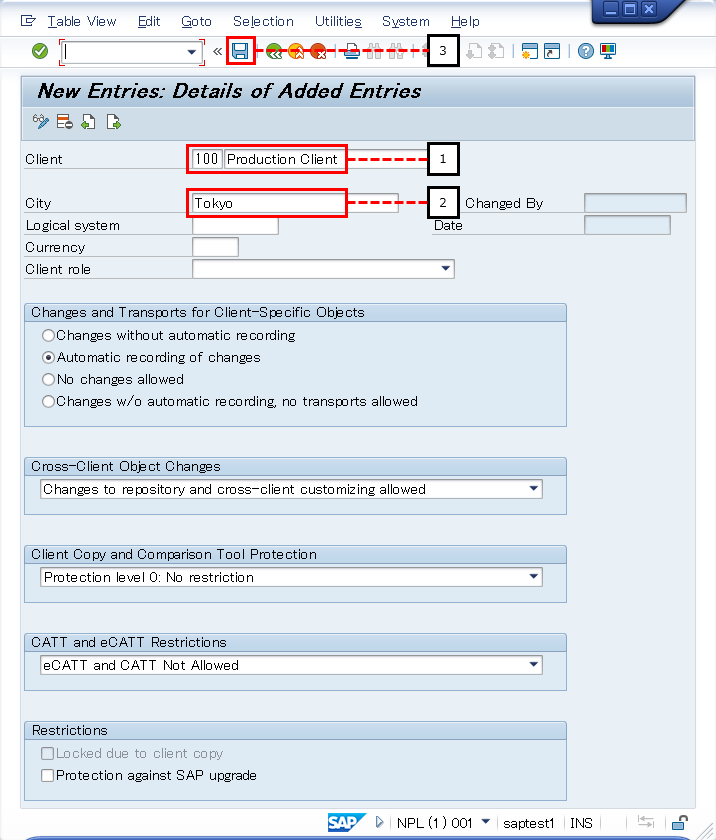 Table View Edit Goto Selection Utilities System Help
3
New Entries: Details of Added Entries
Client 100 Production Client 1
City Tokyo 2 Changed By
Logical system Date
Currency
Client role
Changes and Transports for Client-Specific Objects
Changes without automatic recording
Automatic recording of changes
No changes allowed
Changes w/o automatic recording, no transports allowed
Cross-Client Object Changes
Changes to repository and cross-client customizing allowed
Client Copy and Comparison Tool Protection
Protection level 0: No restriction
CATT and eCATT Restrictions
eCATT and CATT Not Allowed
Restrictions
Locked due to client copy
Protection against SAP upgrade
SAP NPL (1) 001 saptest1 INS